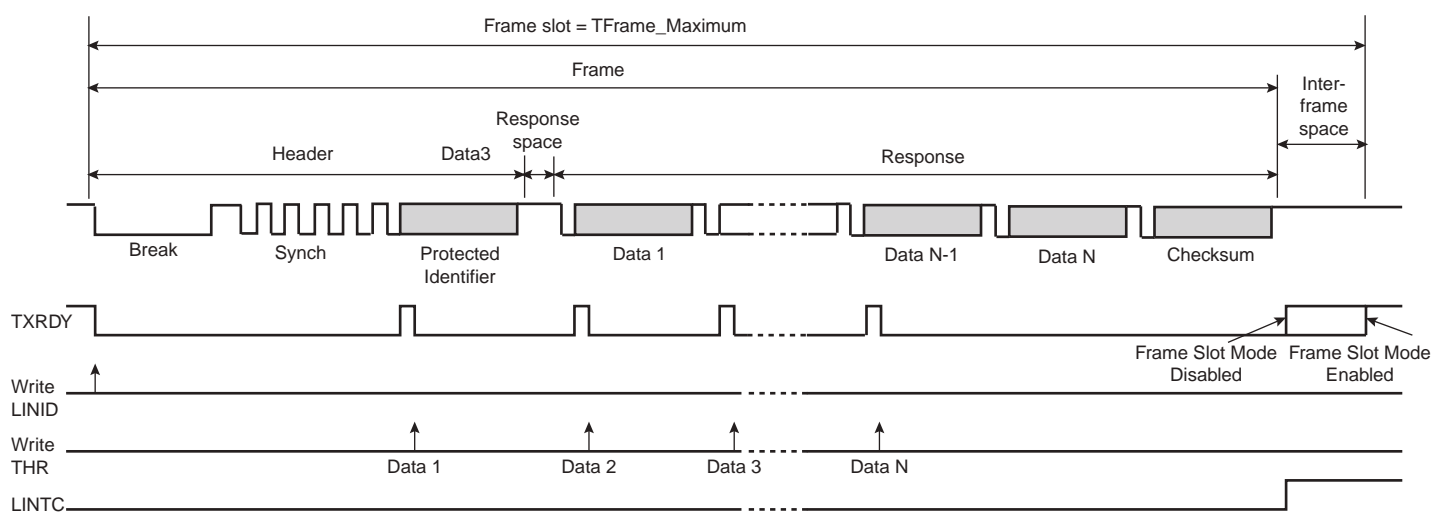 Frame slot = TFrame_Maximum
Frame
Inter-
frame
space
Response
space
Header
Data3
Response
Break
Synch
Protected
Identifier
Data 1
Data N-1
Data N
Checksum
TXRDY
Frame Slot Mode
Disabled
Frame Slot Mode
Enabled
Write
LINID
Write
THR
Data 1
Data 2
Data 3
Data N
LINTC